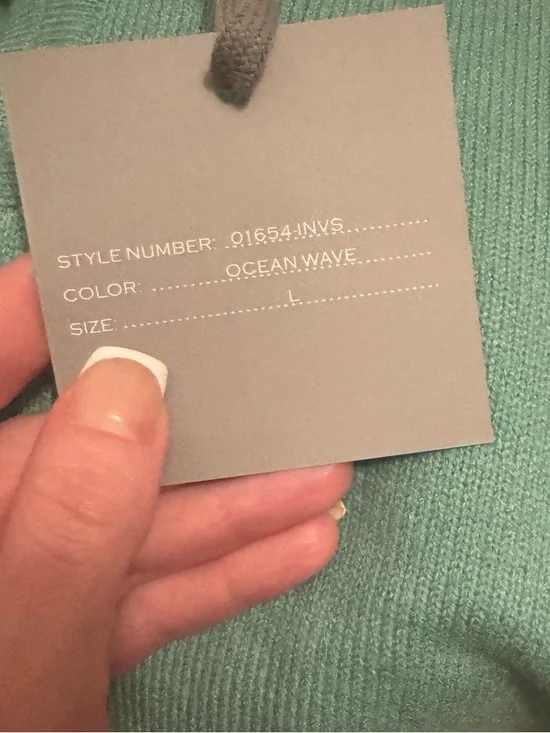 STYLE NUMBER: 01654-INVS
COLOR: OCEAN WAVE
SIZE: L